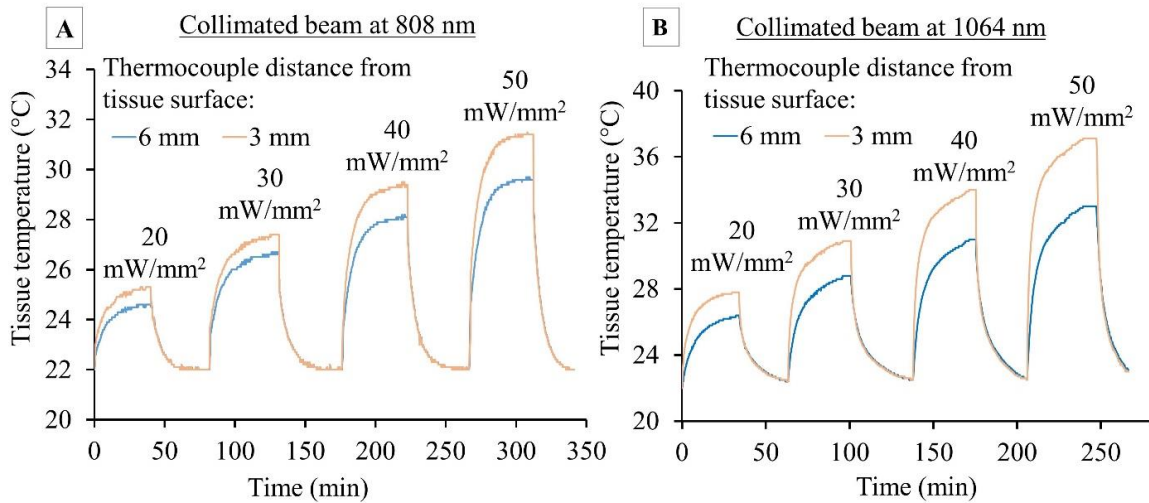 A
Collimated beam at 808 nm
Thermocouple distance from
tissue surface:
6 mm
3 mm
20
mW/mm²
30
mW/mm²
40
mW/mm²
50
mW/mm²
Tissue temperature (°C)
34
32
30
28
26
24
22
20
0
50
100
150
200
250
300
350
Time (min)
B
Collimated beam at 1064 nm
Thermocouple distance from
tissue surface:
6 mm
3 mm
20
mW/mm²
30
mW/mm²
40
mW/mm²
50
mW/mm²
Tissue temperature (°C)
40
36
32
28
24
20
0
50
100
150
200
250
Time (min)